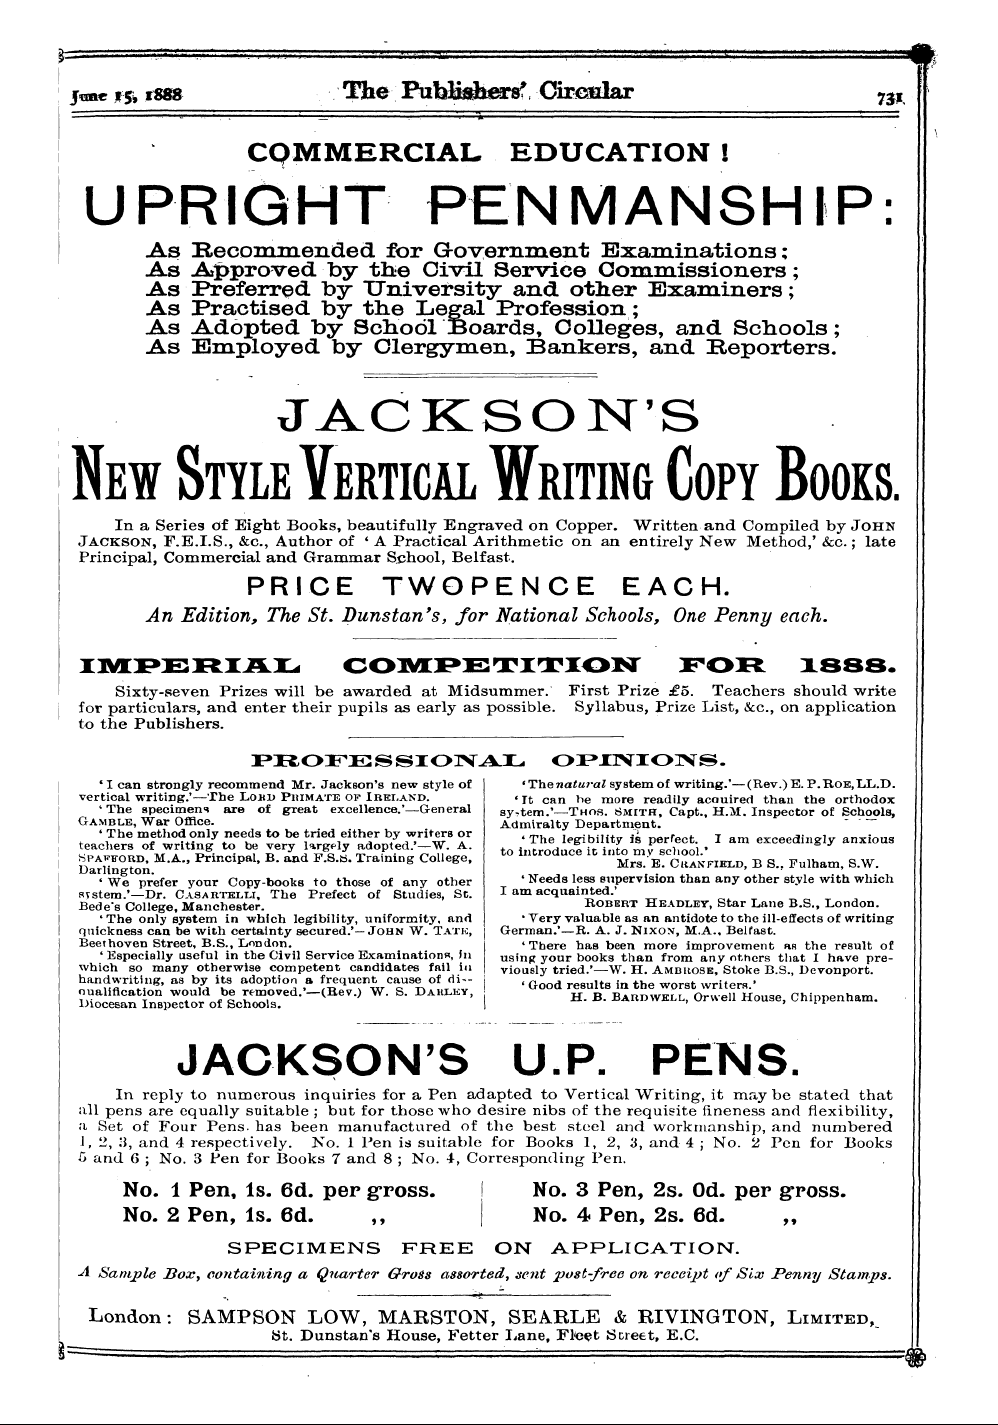 June 15, 1888 The Publishers' Circular 731
COMMERCIAL EDUCATION!
UPRIGHT PENMANSHIP:
As Recommended for Government Examinations;
As Approved by the Civil Service Commissioners;
As Preferred by University and other Examiners;
As Practised by the Legal Profession;
As Adopted by School Boards, Colleges, and Schools;
As Employed by Clergymen, Bankers, and Reporters.
JACKSON'S
NEW STYLE VERTICAL WRITING COPY BOOKS.
In a Series of Eight Books, beautifully Engraved on Copper. Written and Compiled by JOHN
JACKSON, F.E.I.S., &c., Author of ‘A Practical Arithmetic on an entirely New Method,’ &c.; late
Principal, Commercial and Grammar School, Belfast.
PRICE TWOPENCE EACH.
An Edition, The St. Dunstan's, for National Schools, One Penny each.
IMPERIAL COMPETITION FOR 1888.
Sixty-seven Prizes will be awarded at Midsummer. First Prize £5. Teachers should write
for particulars, and enter their pupils as early as possible. Syllabus, Prize List, &c., on application
to the Publishers.
PROFESSIONAL OPINIONS.
‘I can strongly recommend Mr. Jackson's new style of
vertical writing.’—The LORD PRIMATE OF IRELAND.
‘The specimens are of great excellence.’—General
GAMBLE, War Office.
‘The method only needs to be tried either by writers or
teachers of writing to be very largely adopted.’—W. A.
SPAFFORD, M.A., Principal, B. and F.S.S. Training College,
Darlington.
‘We prefer your Copy-books to those of any other
system.’—Dr. CASARTELLI, The Prefect of Studies, St.
Bede's College, Manchester.
‘The only system in which legibility, uniformity, and
quickness can be with certainty secured.’—JOHN W. TATE,
Beethoven Street, B.S., London.
‘Especially useful in the Civil Service Examinations, in
which so many otherwise competent candidates fail in
handwriting, as by its adoption a frequent cause of dis-
qualification would be removed.’—(Rev.) W. S. DARLEY,
Diocesan Inspector of Schools.
‘The natural system of writing.’—(Rev.) E. P. ROE, LL.D.
‘It can be more readily acquired than the orthodox
system.’—THOS. SMITH, Capt., H.M. Inspector of Schools,
Admiralty Department.
‘The legibility is perfect. I am exceedingly anxious
to introduce it into my school.’
Mrs. E. CRANFIELD, B S., Fulham, S.W.
‘Needs less supervision than any other style with which
I am acquainted.’
ROBERT HEADLEY, Star Lane B.S., London.
‘Very valuable as an antidote to the ill-effects of writing
German.’—R. A. J. NIXON, M.A., Belfast.
‘There has been more improvement as the result of
using your books than from any others that I have pre-
viously tried.’—W. H. AMBROSE, Stoke B.S., Devonport.
‘Good results in the worst writers.’
H. B. BARDWELL, Orwell House, Chippenham.
JACKSON'S U.P. PENS.
In reply to numerous inquiries for a Pen adapted to Vertical Writing, it may be stated that
all pens are equally suitable; but for those who desire nibs of the requisite fineness and flexibility,
a Set of Four Pens has been manufactured of the best steel and workmanship, and numbered
1, 2, 3, and 4 respectively. No. 1 Pen is suitable for Books 1, 2, 3, and 4; No. 2 Pen for Books
5 and 6; No. 3 Pen for Books 7 and 8; No. 4, Corresponding Pen.
No. 1 Pen, 1s. 6d. per gross.
No. 2 Pen, 1s. 6d. ,,
No. 3 Pen, 2s. 0d. per gross.
No. 4 Pen, 2s. 6d. ,,
SPECIMENS FREE ON APPLICATION.
A Sample Box, containing a Quarter Gross assorted, sent post-free on receipt of Six Penny Stamps.
London: SAMPSON LOW, MARSTON, SEARLE & RIVINGTON, LIMITED,
St. Dunstan's House, Fetter Lane, Fleet Street, E.C.